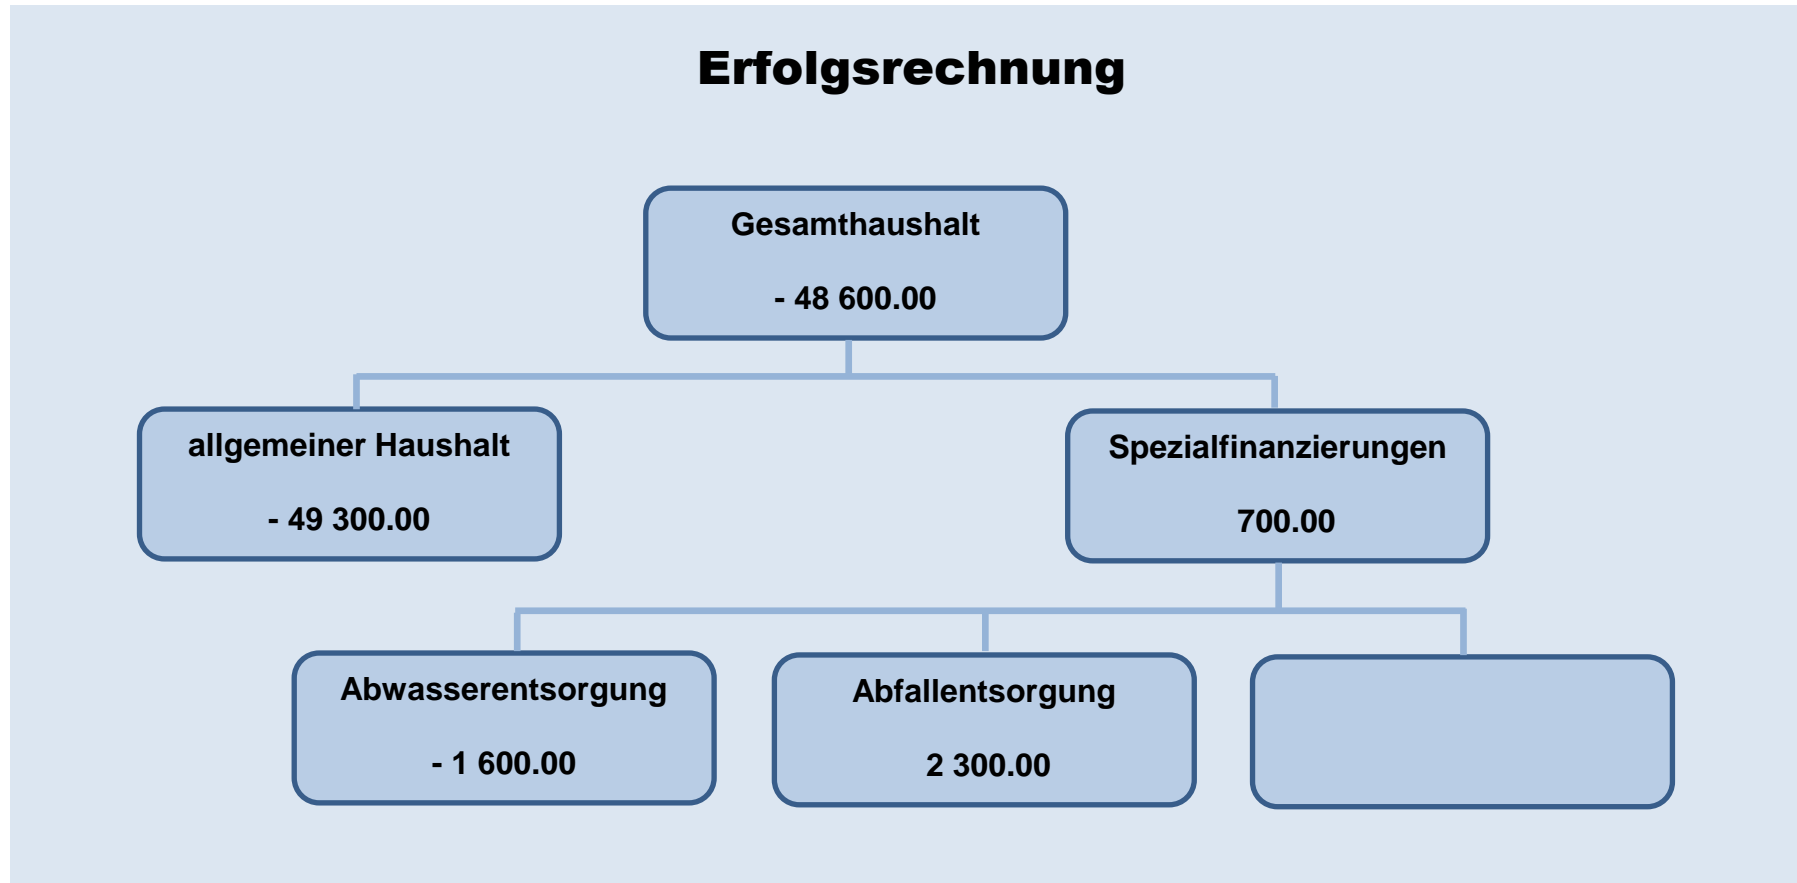 Erfolgsrechnung
Gesamthaushalt
- 48 600.00
allgemeiner Haushalt
- 49 300.00
Spezialfinanzierungen
700.00
Abwasserentsorgung
- 1 600.00
Abfallentsorgung
2 300.00